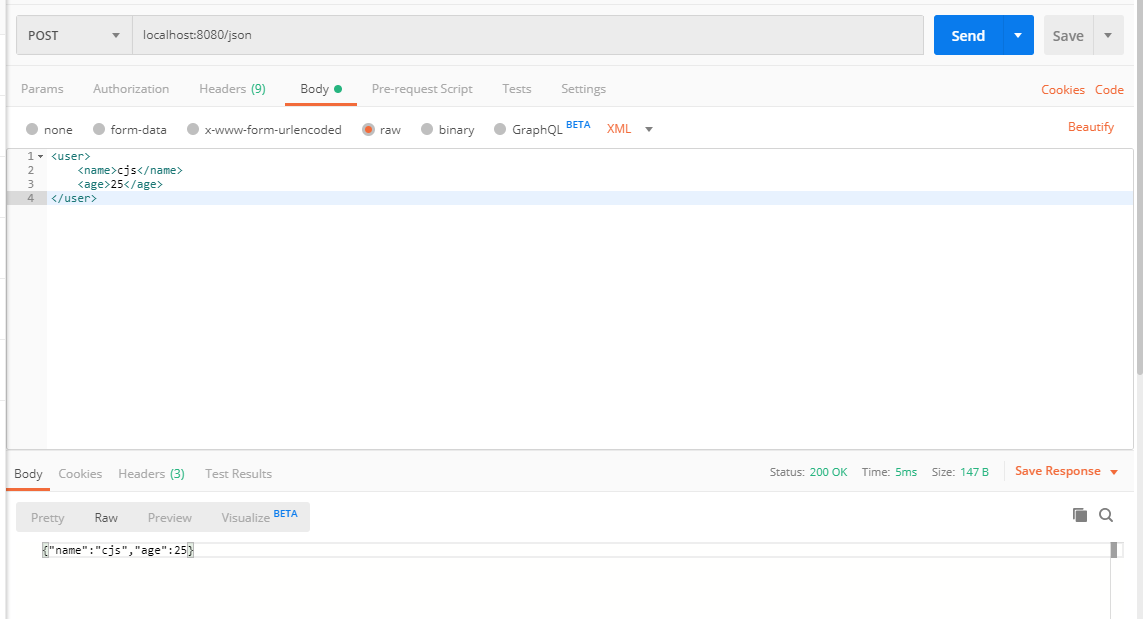 POST localhost:8080/json Send Save
Params Authorization Headers (9) Body Pre-request Script Tests Settings Cookies Code
none form-data x-www-form-urlencoded raw binary GraphQL BETA XML Beautify
1 <user>
2 <name>cjs</name>
3 <age>25</age>
4 </user>
Body Cookies Headers (3) Test Results Status: 200 OK Time: 5ms Size: 147 B Save Response
Pretty Raw Preview Visualize BETA
{"name":"cjs","age":25}